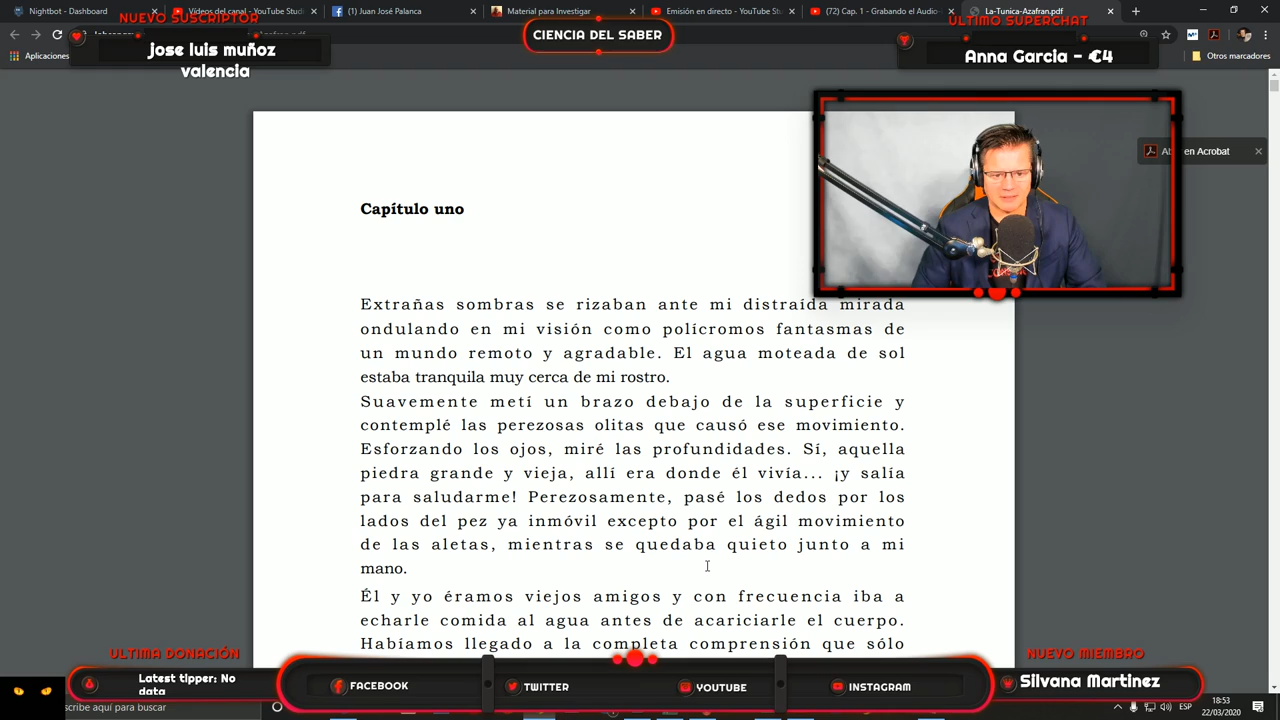 Nightbot - Dashboard
Vídeos del canal - YouTube Studi
(1) Juan José Palanca
Material para Investigar
Emisión en directo - YouTube Stu
(72) Cap. 1 - Grabando el Audio-
La-Tunica-Azafran.pdf
NUEVO SUSCRIPTOR
jose luis muñoz
valencia
CIENCIA DEL SABER
ÚLTIMO SUPERCHAT
Anna Garcia - €4
Aplicaciones
Otros marcadores
en Acrobat
Capítulo uno
Extrañas sombras se rizaban ante mi distraída mirada
ondulando en mi visión como polícromos fantasmas de
un mundo remoto y agradable. El agua moteada de sol
estaba tranquila muy cerca de mi rostro.
Suavemente metí un brazo debajo de la superficie y
contemplé las perezosas olitas que causó ese movimiento.
Esforzando los ojos, miré las profundidades. Sí, aquella
piedra grande y vieja, allí era donde él vivía... ¡y salía
para saludarme! Perezosamente, pasé los dedos por los
lados del pez ya inmóvil excepto por el ágil movimiento
de las aletas, mientras se quedaba quieto junto a mi
mano.
Él y yo éramos viejos amigos y con frecuencia iba a
echarle comida al agua antes de acariciarle el cuerpo.
Habíamos llegado a la completa comprensión que sólo
ULTIMA DONACIÓN
Latest tipper: No
data
FACEBOOK
TWITTER
YOUTUBE
INSTAGRAM
NUEVO MIEMBRO
Silvana Martinez
scribe aquí para buscar
ESP
18:53
22/03/2020